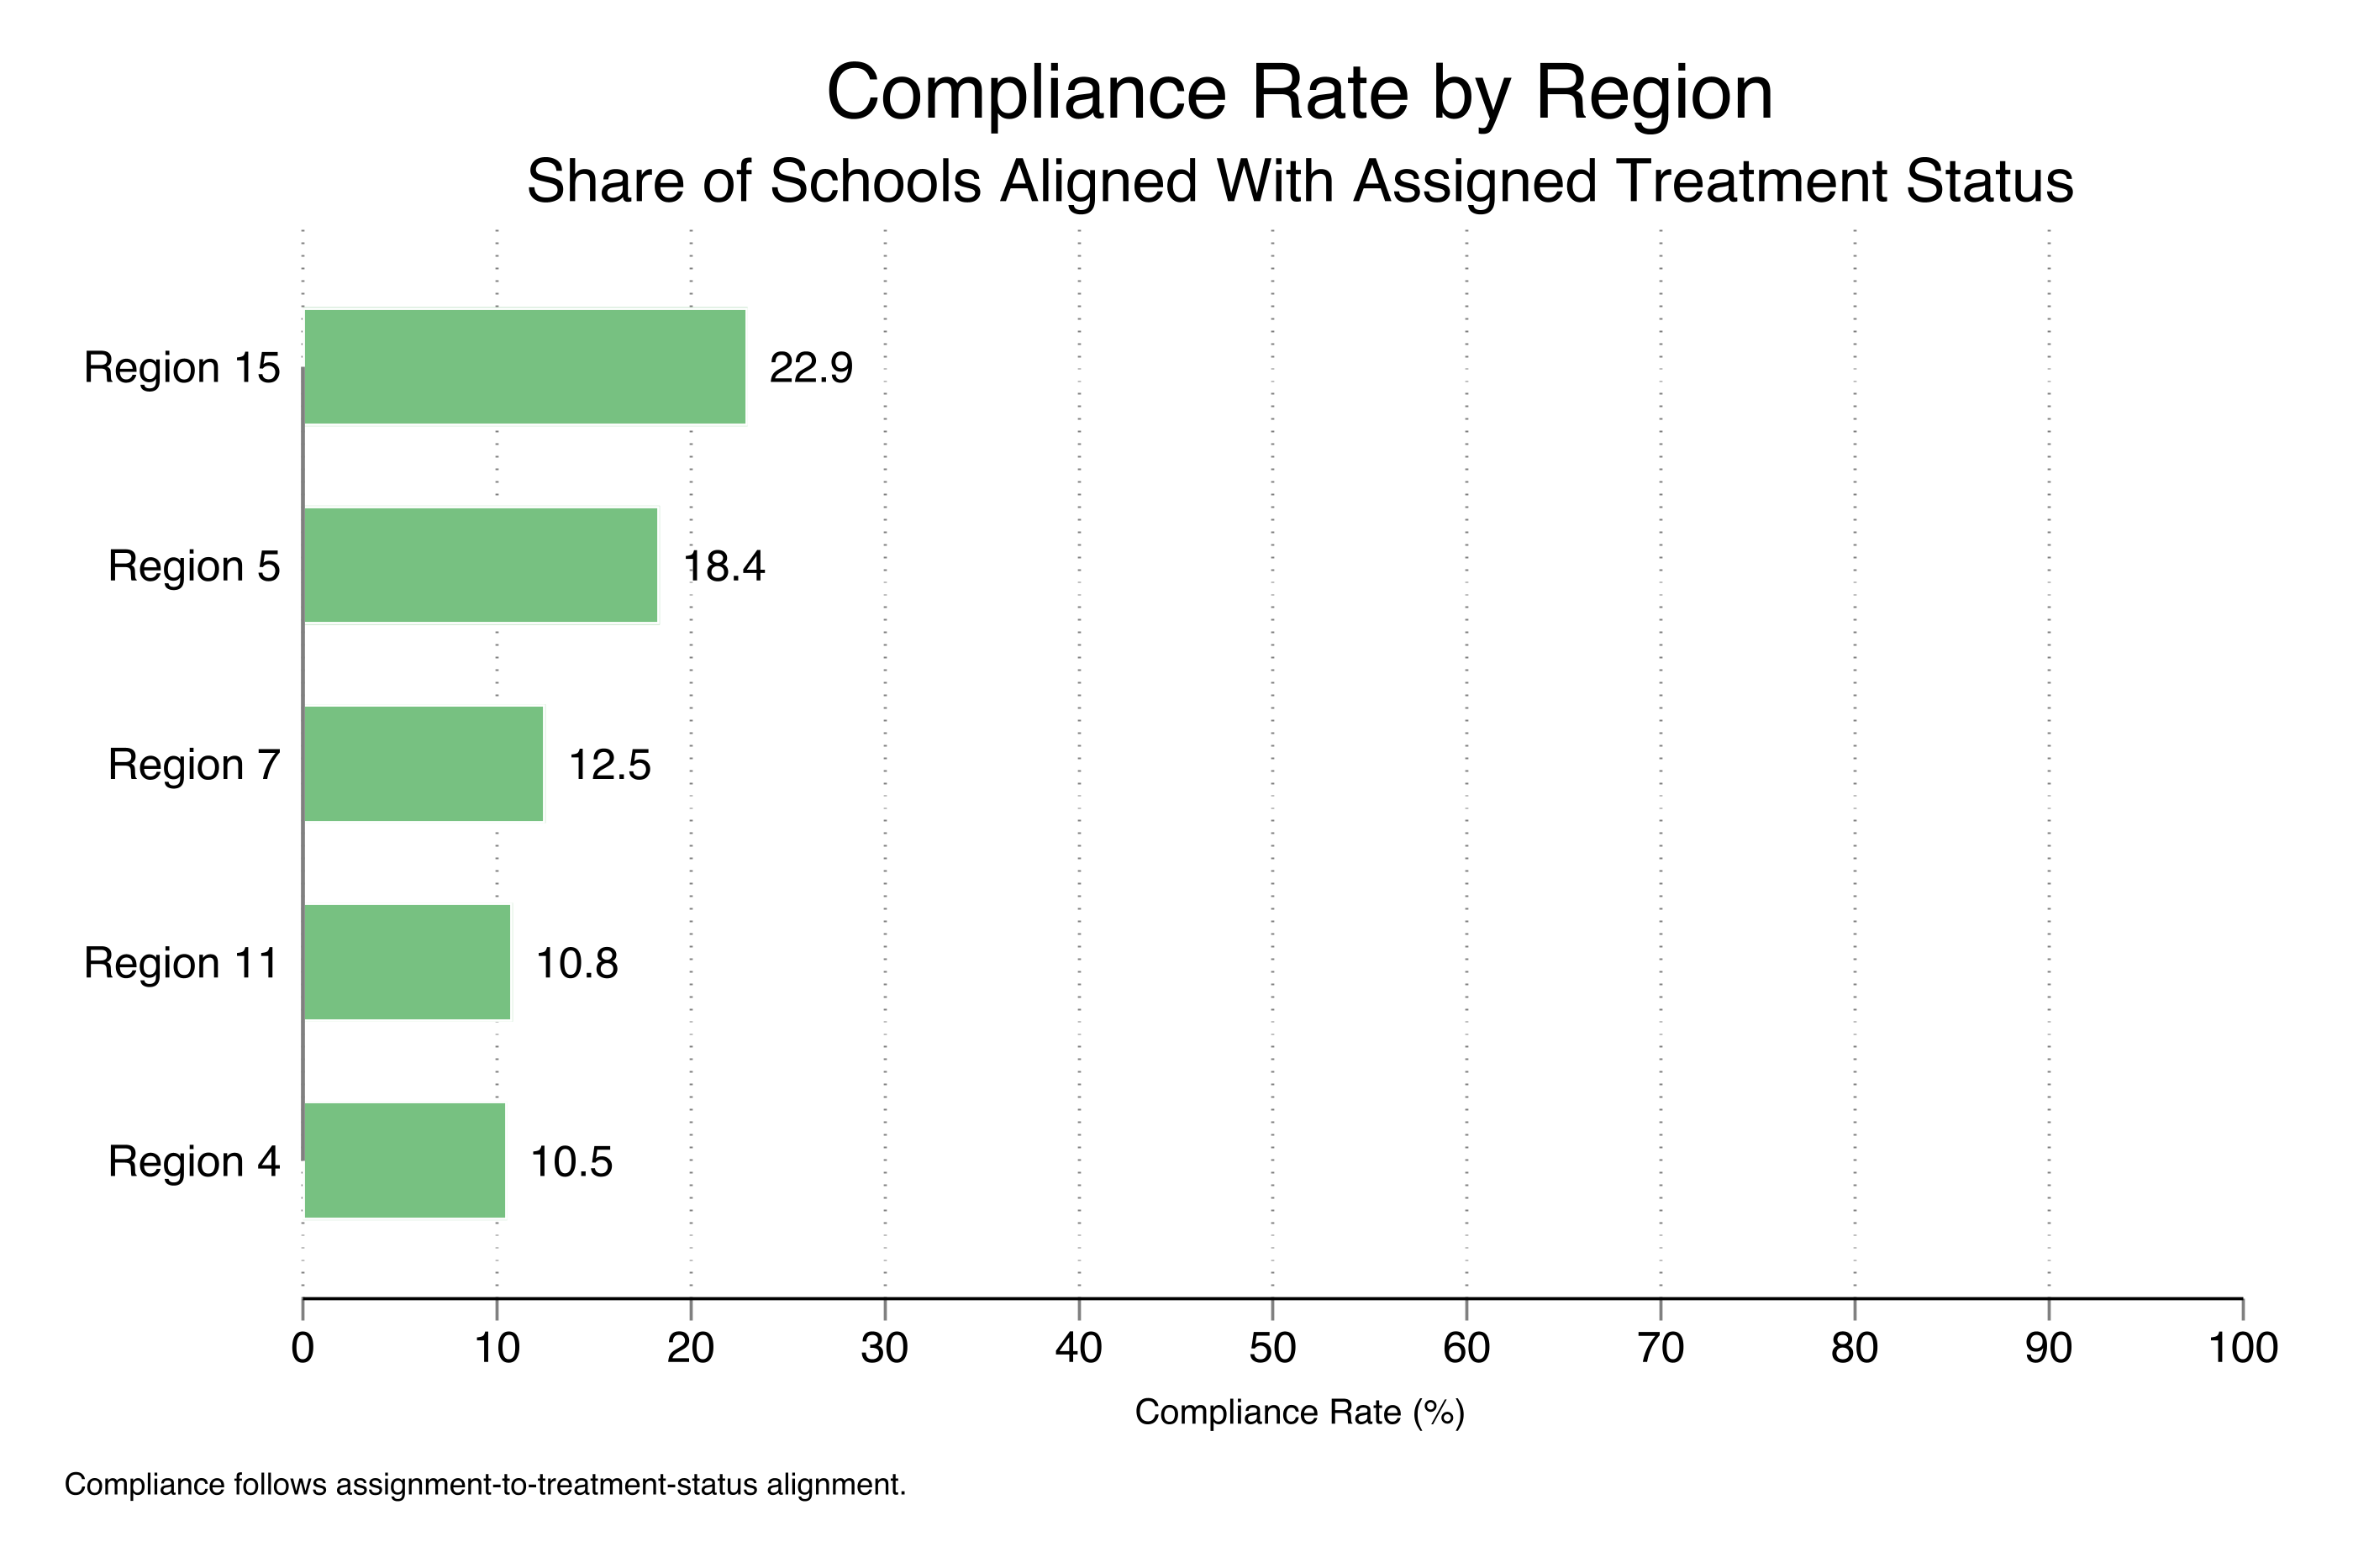 Compliance Rate by Region
Share of Schools Aligned With Assigned Treatment Status
Region 15 22.9
Region 5 18.4
Region 7 12.5
Region 11 10.8
Region 4 10.5
0 10 20 30 40 50 60 70 80 90 100
Compliance Rate (%)
Compliance follows assignment-to-treatment-status alignment.